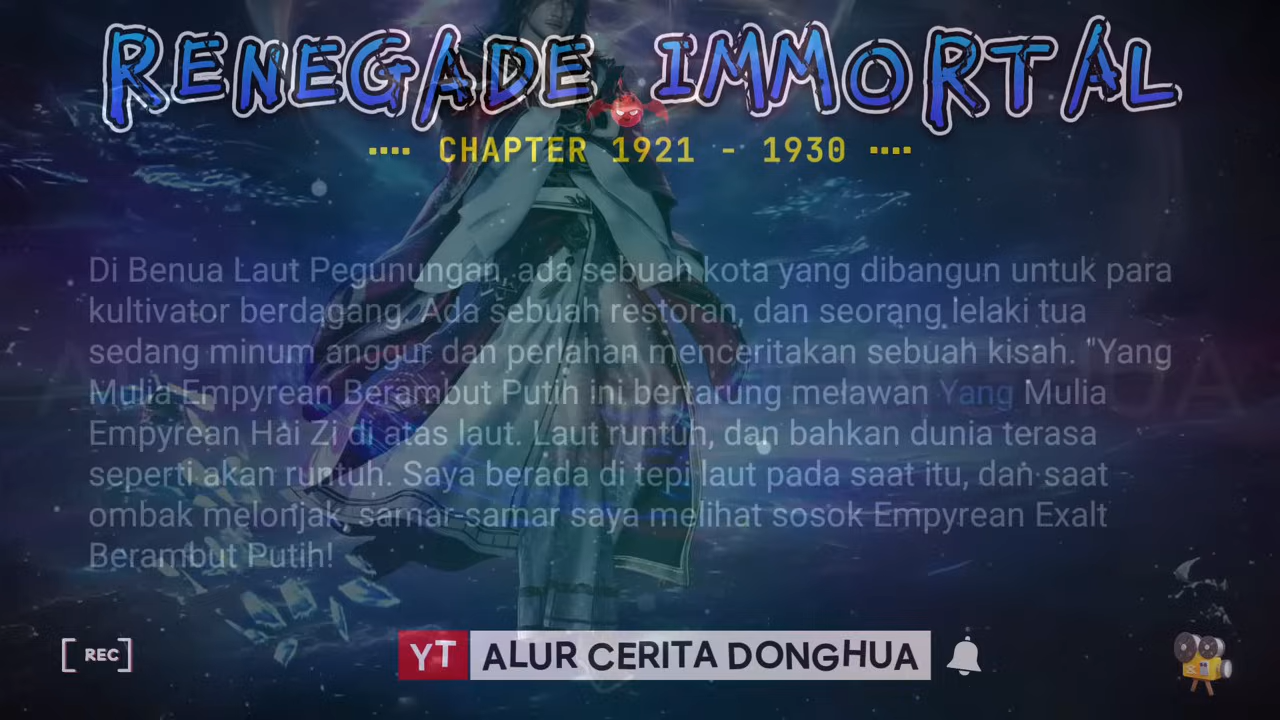 RENEGADE IMMORTAL
CHAPTER 1921 - 1930
Di Benua Laut Pegunungan, ada sebuah kota yang dibangun untuk para
kultivator berdagang. Ada sebuah restoran, dan seorang lelaki tua
sedang minum anggur dan perlahan menceritakan sebuah kisah. "Yang
Mulia Empyrean Berambut Putih ini bertarung melawan Yang Mulia
Empyrean Hai Zi di atas laut. Laut runtuh, dan bahkan dunia terasa
seperti akan runtuh. Saya berada di tepi laut pada saat itu, dan saat
ombak melonjak, samar-samar saya melihat sosok Empyrean Exalt
Berambut Putih!
[REC]
YT ALUR CERITA DONGHUA